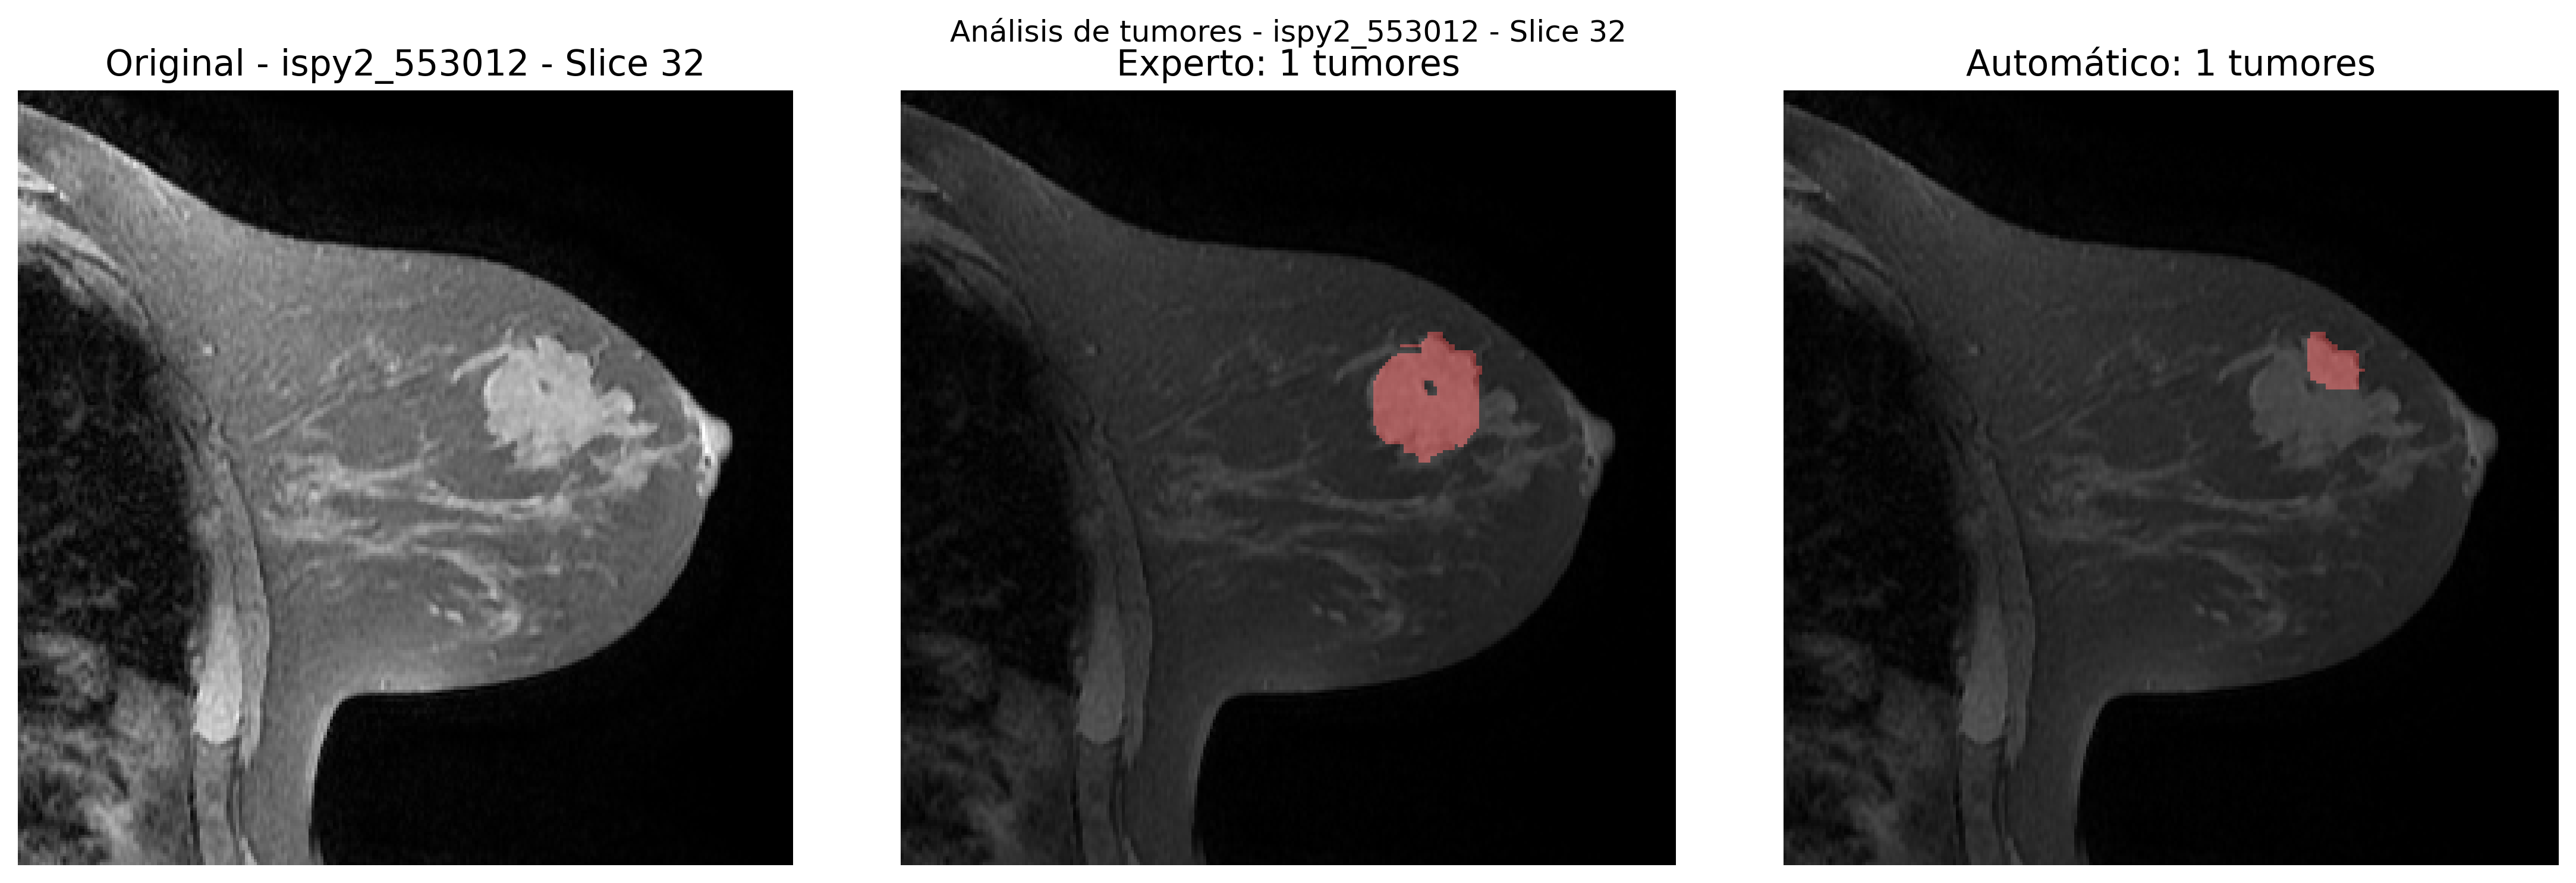 Análisis de tumores - ispy2_553012 - Slice 32
Original - ispy2_553012 - Slice 32
Experto: 1 tumores
Automático: 1 tumores